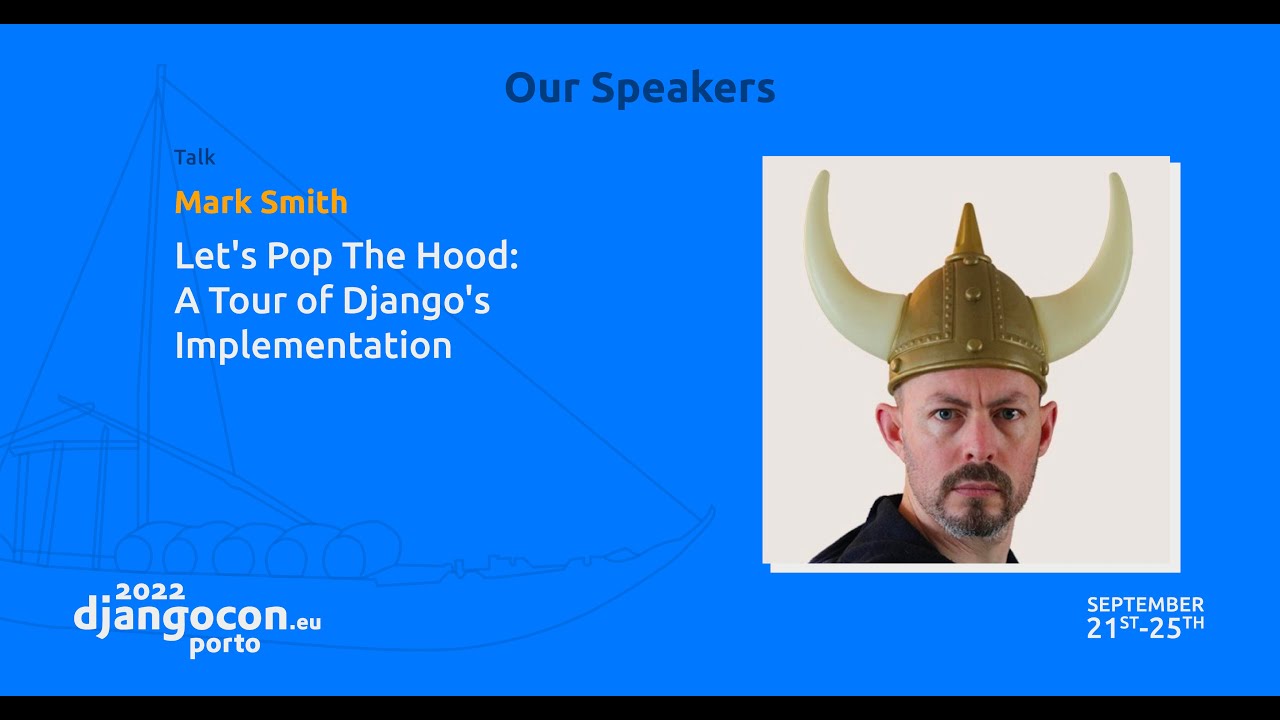 Our Speakers
Talk
Mark Smith
Let's Pop The Hood:
A Tour of Django's
Implementation
2022
djangocon.eu
porto
SEPTEMBER
21ST-25TH